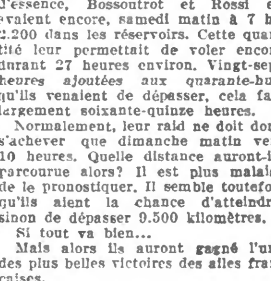 d'essence, Bossoutrot et Rossi e
avaient encore, samedi matin à 7 h
2.200 dans les réservoirs. Cette quan
tité leur permettait de voler encor
durant 27 heures environ. Vingt-sep
heures ajoutées aux quarante-hu
qu'ils venaient de dépasser, cela fa
largement soixante-quinze heures.
Normalement, leur raid ne doit don
s'achever que dimanche matin ve
10 heures. Quelle distance auront-i
parcourue alors? Il est plus malais
de le pronostiquer. Il semble toutefo
qu'ils aient la chance d'atteindr
sinon de dépasser 9.500 kilomètres.
Si tout va bien...
Mais alors ils auront gagné l'un
des plus belles victoires des ailes fran
çaises.